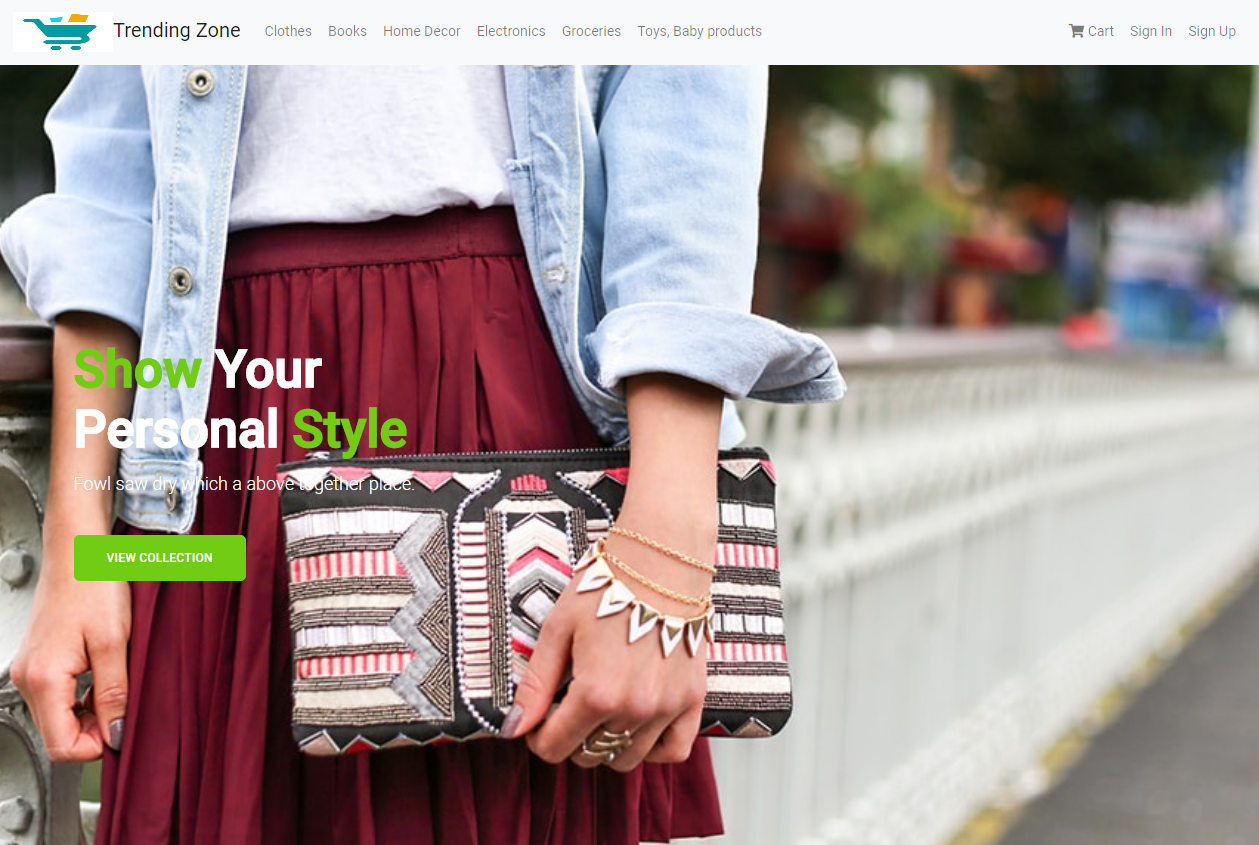 Trending Zone Clothes Books Home Decor Electronics Groceries Toys, Baby products Cart Sign In Sign Up
Show Your
Personal Style
Fowl saw dry which a above together place.
VIEW COLLECTION